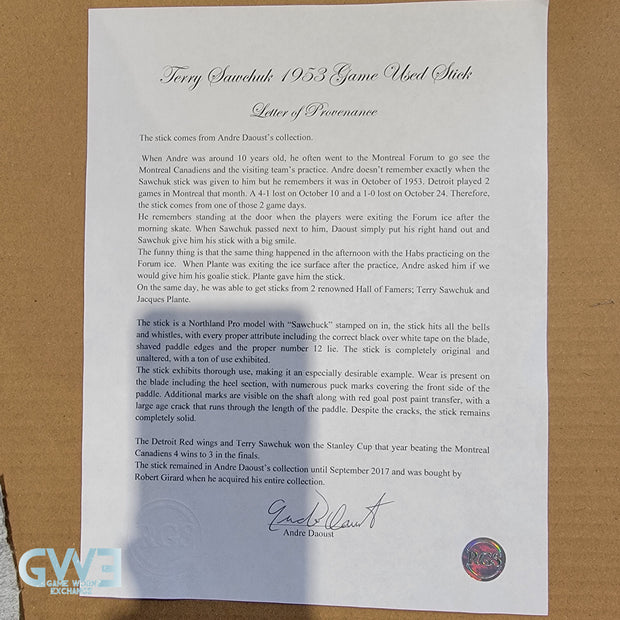 Terry Sawchuk 1953 Game Used Stick
Letter of Provenance
The stick comes from Andre Daoust's collection.
When Andre was around 10 years old, he often went to the Montreal Forum to go see the
Montreal Canadiens and the visiting team's practice. Andre doesn't remember exactly when the
Sawchuk stick was given to him but he remembers it was in October of 1953. Detroit played 2
games in Montreal that month. A 4-1 lost on October 10 and a 1-0 lost on October 24. Therefore,
the stick comes from one of those 2 game days.
He remembers standing at the door when the players were exiting the Forum ice after the
morning skate. When Sawchuk passed next to him, Daoust simply put his right hand out and
Sawchuk give him his stick with a big smile.
The funny thing is that the same thing happened in the afternoon with the Habs practicing on the
Forum ice. When Plante was exiting the ice surface after the practice, Andre asked him if we
would give him his goalie stick. Plante gave him the stick.
On the same day, he was able to get sticks from 2 renowned Hall of Famers; Terry Sawchuk and
Jacques Plante.
The stick is a Northland Pro model with "Sawchuck" stamped on in, the stick hits all the bells
and whistles, with every proper attribute including the correct black over white tape on the blade,
shaved paddle edges and the proper number 12 lie. The stick is completely original and
unaltered, with a ton of use exhibited.
The stick exhibits thorough use, making it an especially desirable example. Wear is present on
the blade including the heel section, with numerous puck marks covering the front side of the
paddle. Additional marks are visible on the shaft along with red goal post paint transfer, with a
large age crack that runs through the length of the paddle. Despite the cracks, the stick remains
completely solid.
The Detroit Red wings and Terry Sawchuk won the Stanley Cup that year beating the Montreal
Canadiens 4 wins to 3 in the finals.
The stick remained in Andre Daoust's collection until September 2017 and was bought by
Robert Girard when he acquired his entire collection.
Andre Daoust
Andre Daoust
GWE
GAME WORN
EXCHANGE